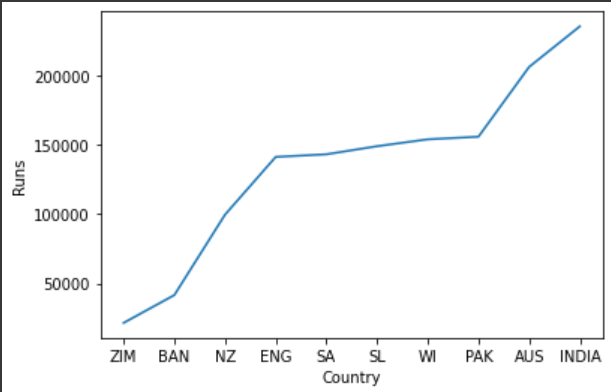 200000
150000
100000
50000
Runs
ZIM BAN NZ ENG SA SL WI PAK AUS INDIA
Country